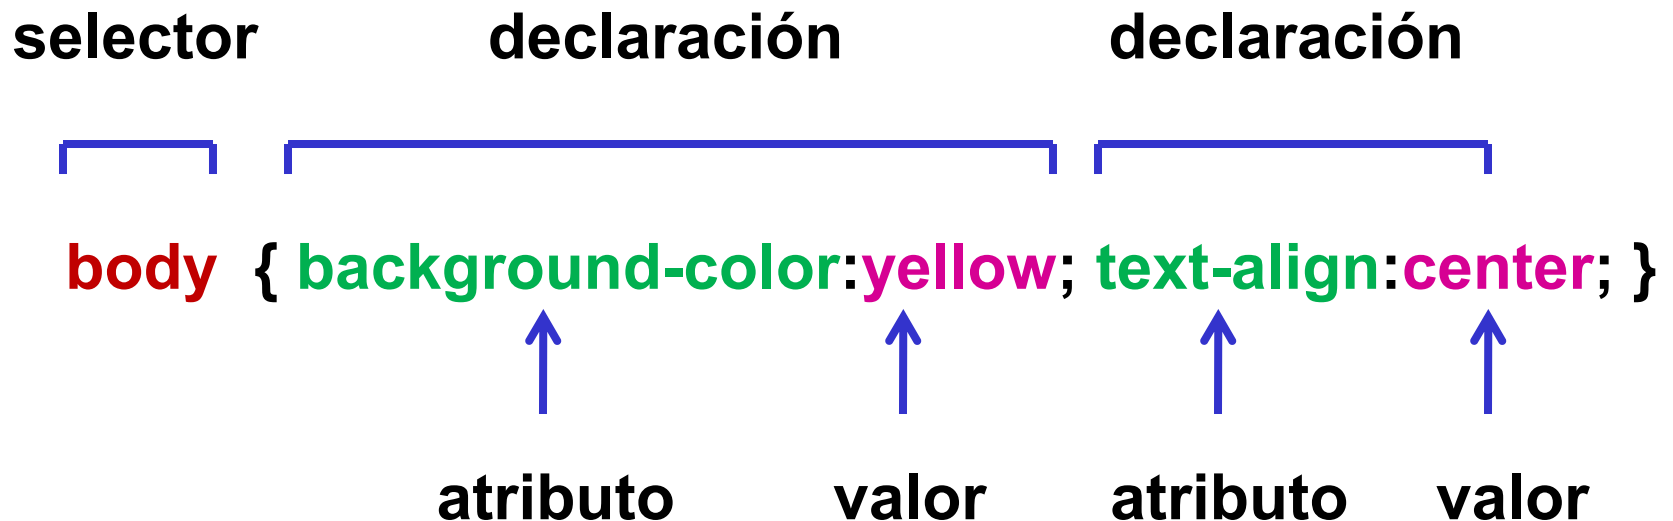 selector declaración declaración
body { background-color:yellow; text-align:center; }
atributo valor atributo valor